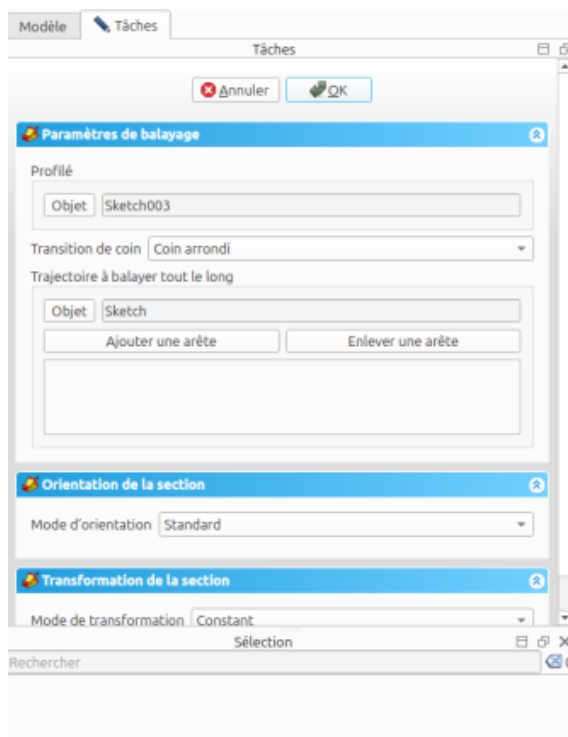 Modèle Tâches
Tâches
Annuler OK
Paramètres de balayage
Profilé
Objet Sketch003
Transition de coin Coin arrondi
Trajectoire à balayer tout le long
Objet Sketch
Ajouter une arête Enlever une arête
Orientation de la section
Mode d'orientation Standard
Transformation de la section
Mode de transformation Constant
Sélection
Rechercher